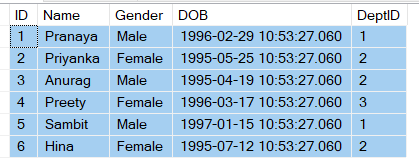 ID Name Gender DOB DeptID
1 Pranaya Male 1996-02-29 10:53:27.060 1
2 Priyanka Female 1995-05-25 10:53:27.060 2
3 Anurag Male 1995-04-19 10:53:27.060 2
4 Preety Female 1996-03-17 10:53:27.060 3
5 Sambit Male 1997-01-15 10:53:27.060 1
6 Hina Female 1995-07-12 10:53:27.060 2